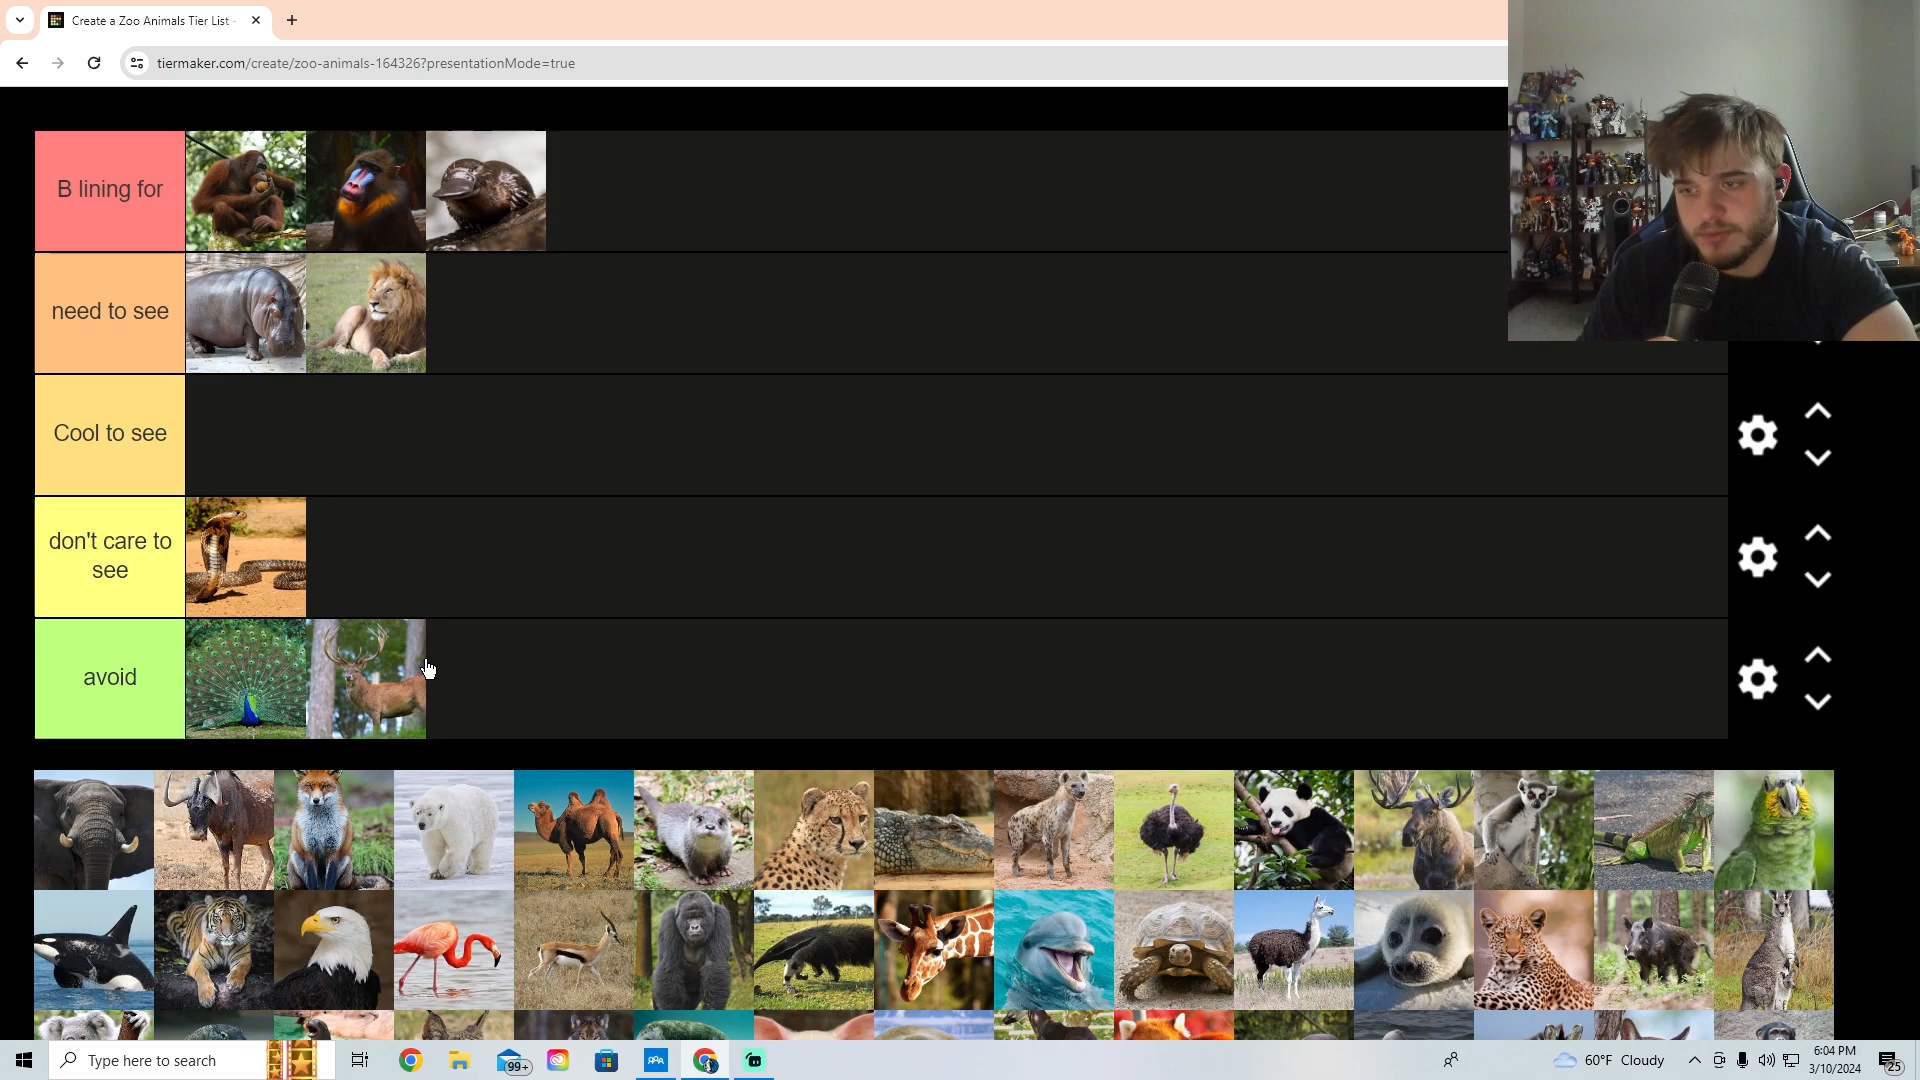 Create a Zoo Animals Tier List -
tiermaker.com/create/zoo-animals-164326?presentationMode=true
B lining for
need to see
Cool to see
don't care to
see
avoid
Type here to search
99+
60°F Cloudy
6:04 PM
3/10/2024
25